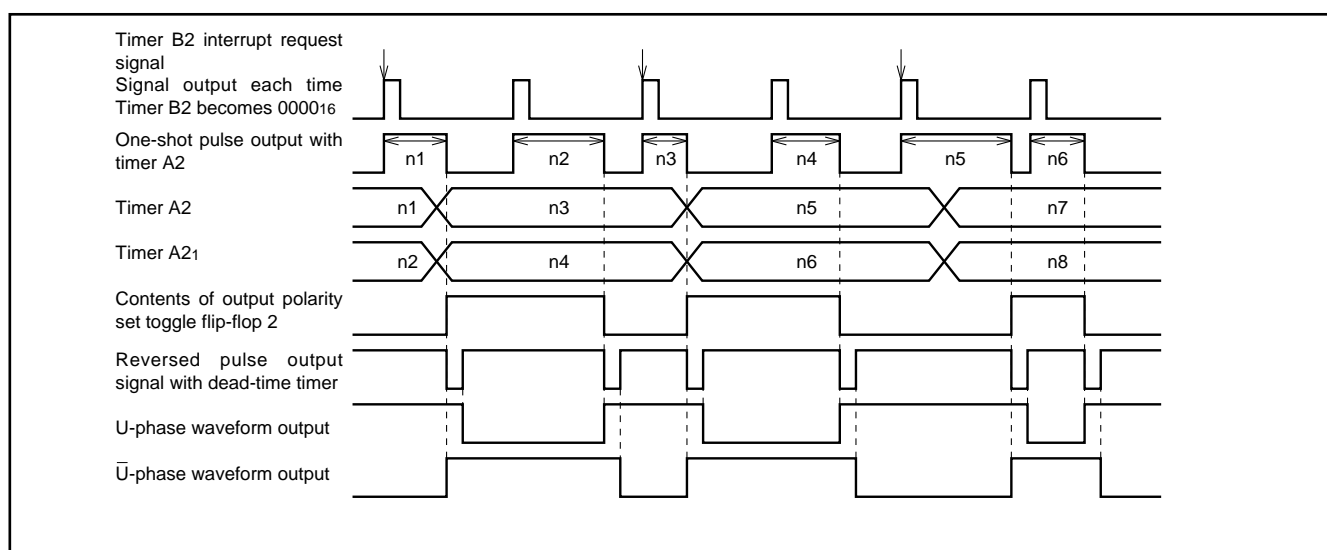 Timer B2 interrupt request
signal
Signal output each time
Timer B2 becomes 000016
One-shot pulse output with
timer A2
n1 n2 n3 n4 n5 n6
Timer A2
n1 n3 n5 n7
Timer A21
n2 n4 n6 n8
Contents of output polarity
set toggle flip-flop 2
Reversed pulse output
signal with dead-time timer
U-phase waveform output
U̅-phase waveform output